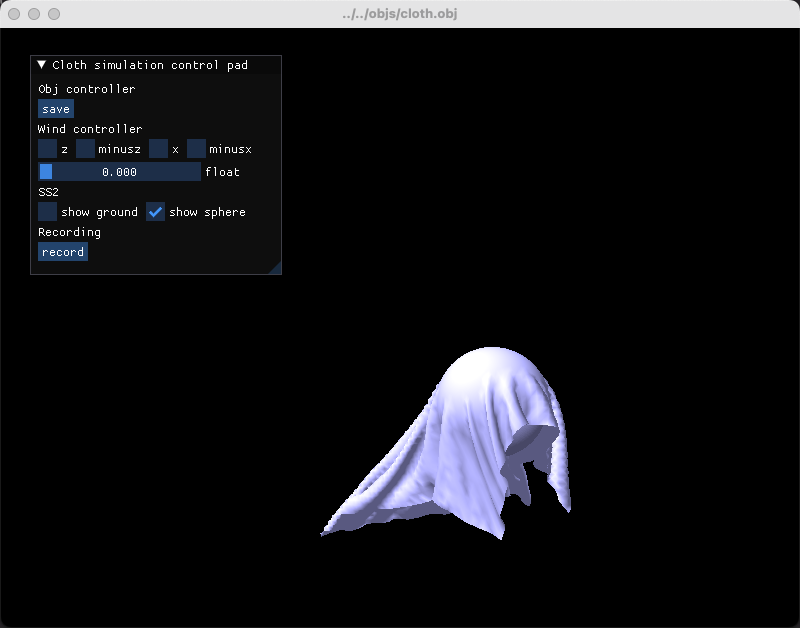 ../../objs/cloth.obj
Cloth simulation control pad
Obj controller
save
Wind controller
z minusz x minusx
0.000 float
SS2
show ground show sphere
Recording
record